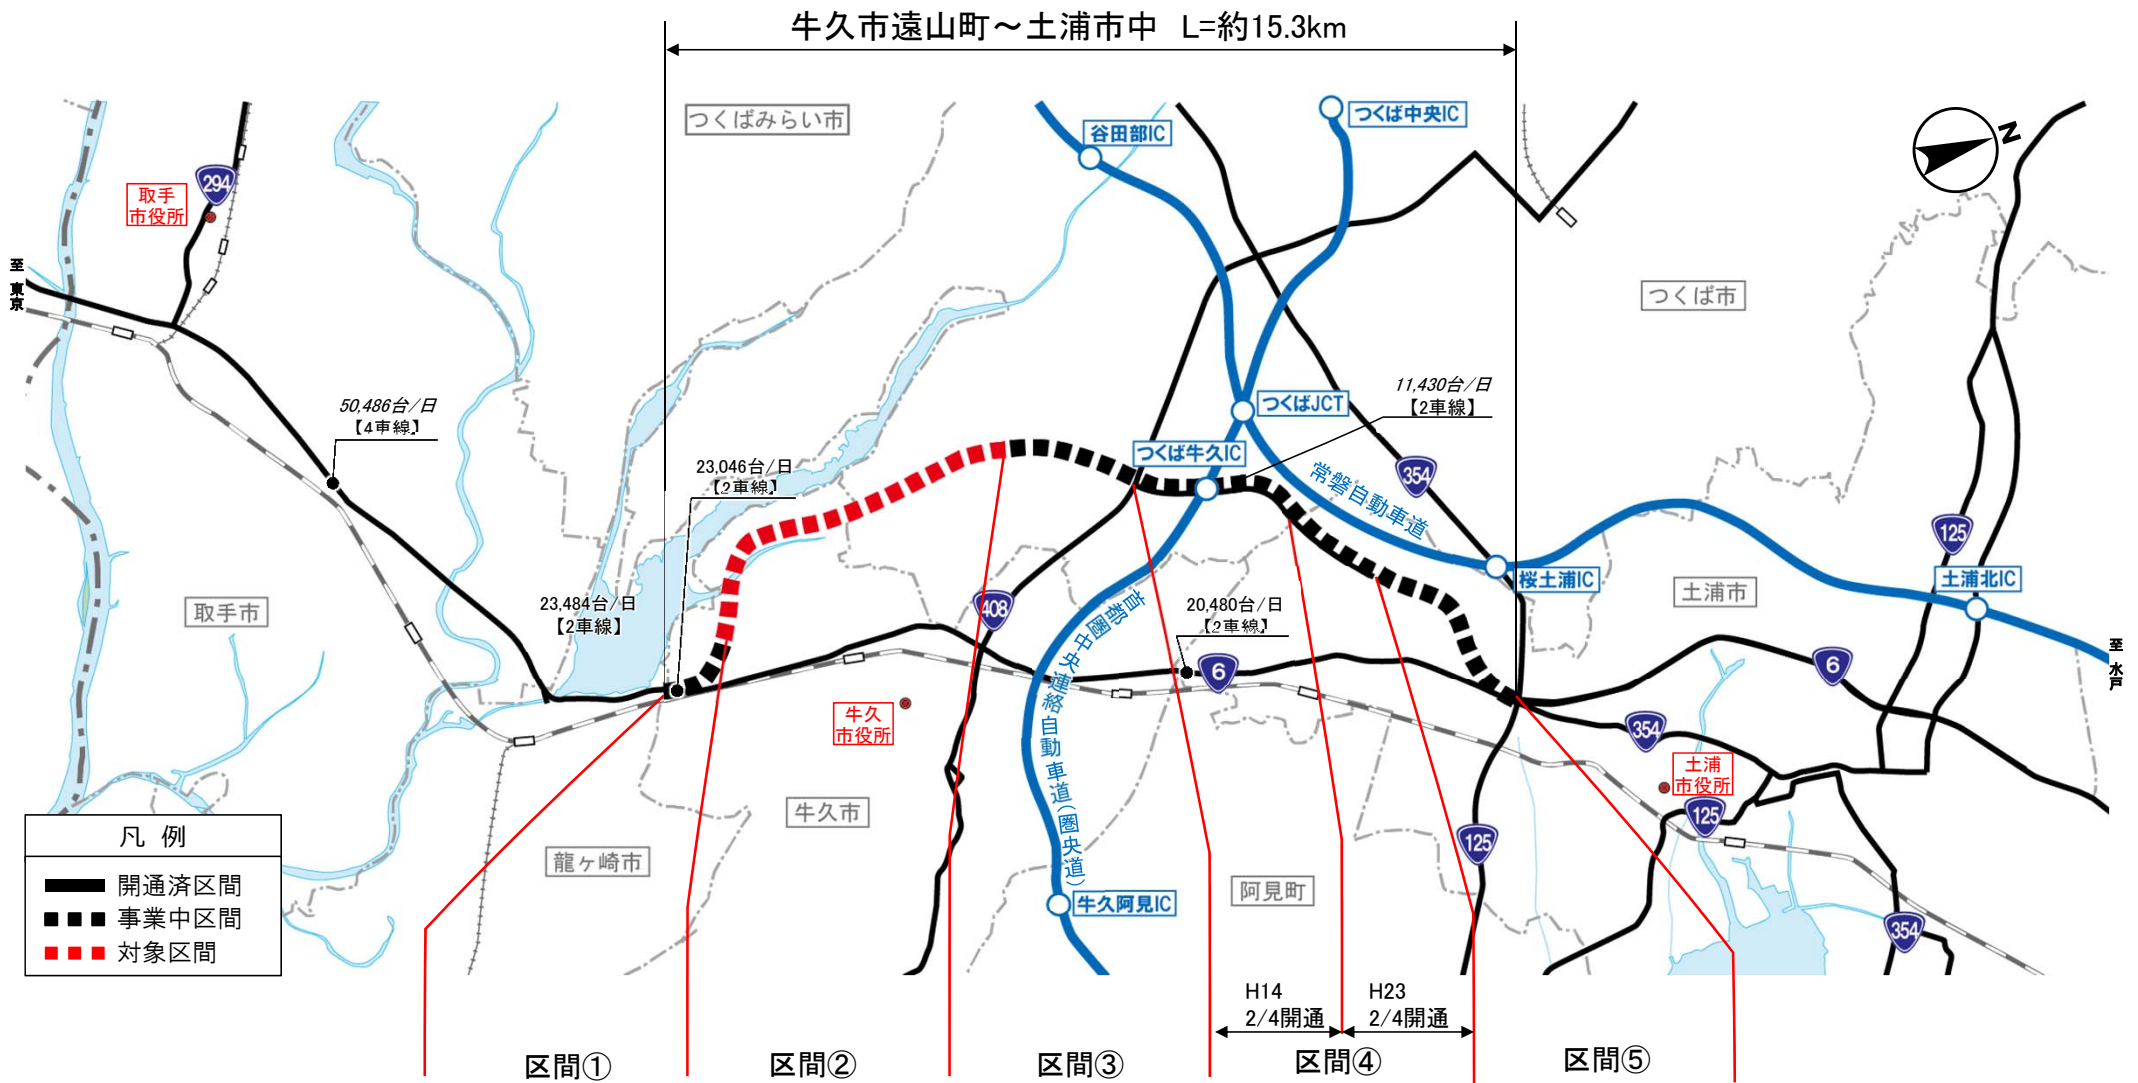 牛久市遠山町～土浦市中 L=約15.3km
つくばみらい市
谷田部IC
つくば中央IC
N
294
取手
市役所
至 東京
つくば市
50,486台/日
【4車線】
11,430台/日
【2車線】
つくばJCT
つくば牛久IC
23,046台/日
【2車線】
354
常磐自動車道
125
桜土浦IC
土浦北IC
取手市
23,484台/日
【2車線】
408
首都圏中央連絡自動車道(圏央道)
20,480台/日
【2車線】
土浦市
6
6
至 水戸
牛久
市役所
354
土浦
市役所
125
125
牛久市
龍ヶ崎市
阿見町
牛久阿見IC
354
凡 例
開通済区間
事業中区間
対象区間
H14
2/4開通
H23
2/4開通
区間①
区間②
区間③
区間④
区間⑤